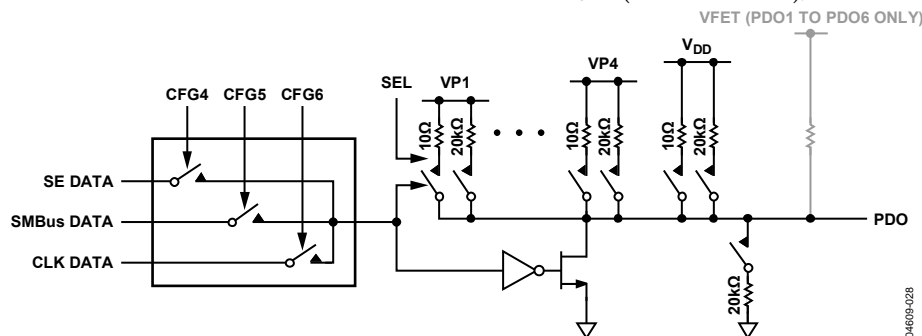 VFET (PDO1 TO PDO6 ONLY)
VDD
VP4
SEL VP1
CFG4 CFG5 CFG6
10Ω 20kΩ 10Ω 20kΩ 10Ω 20kΩ
SE DATA
SMBus DATA
CLK DATA
PDO
20kΩ
04609-028